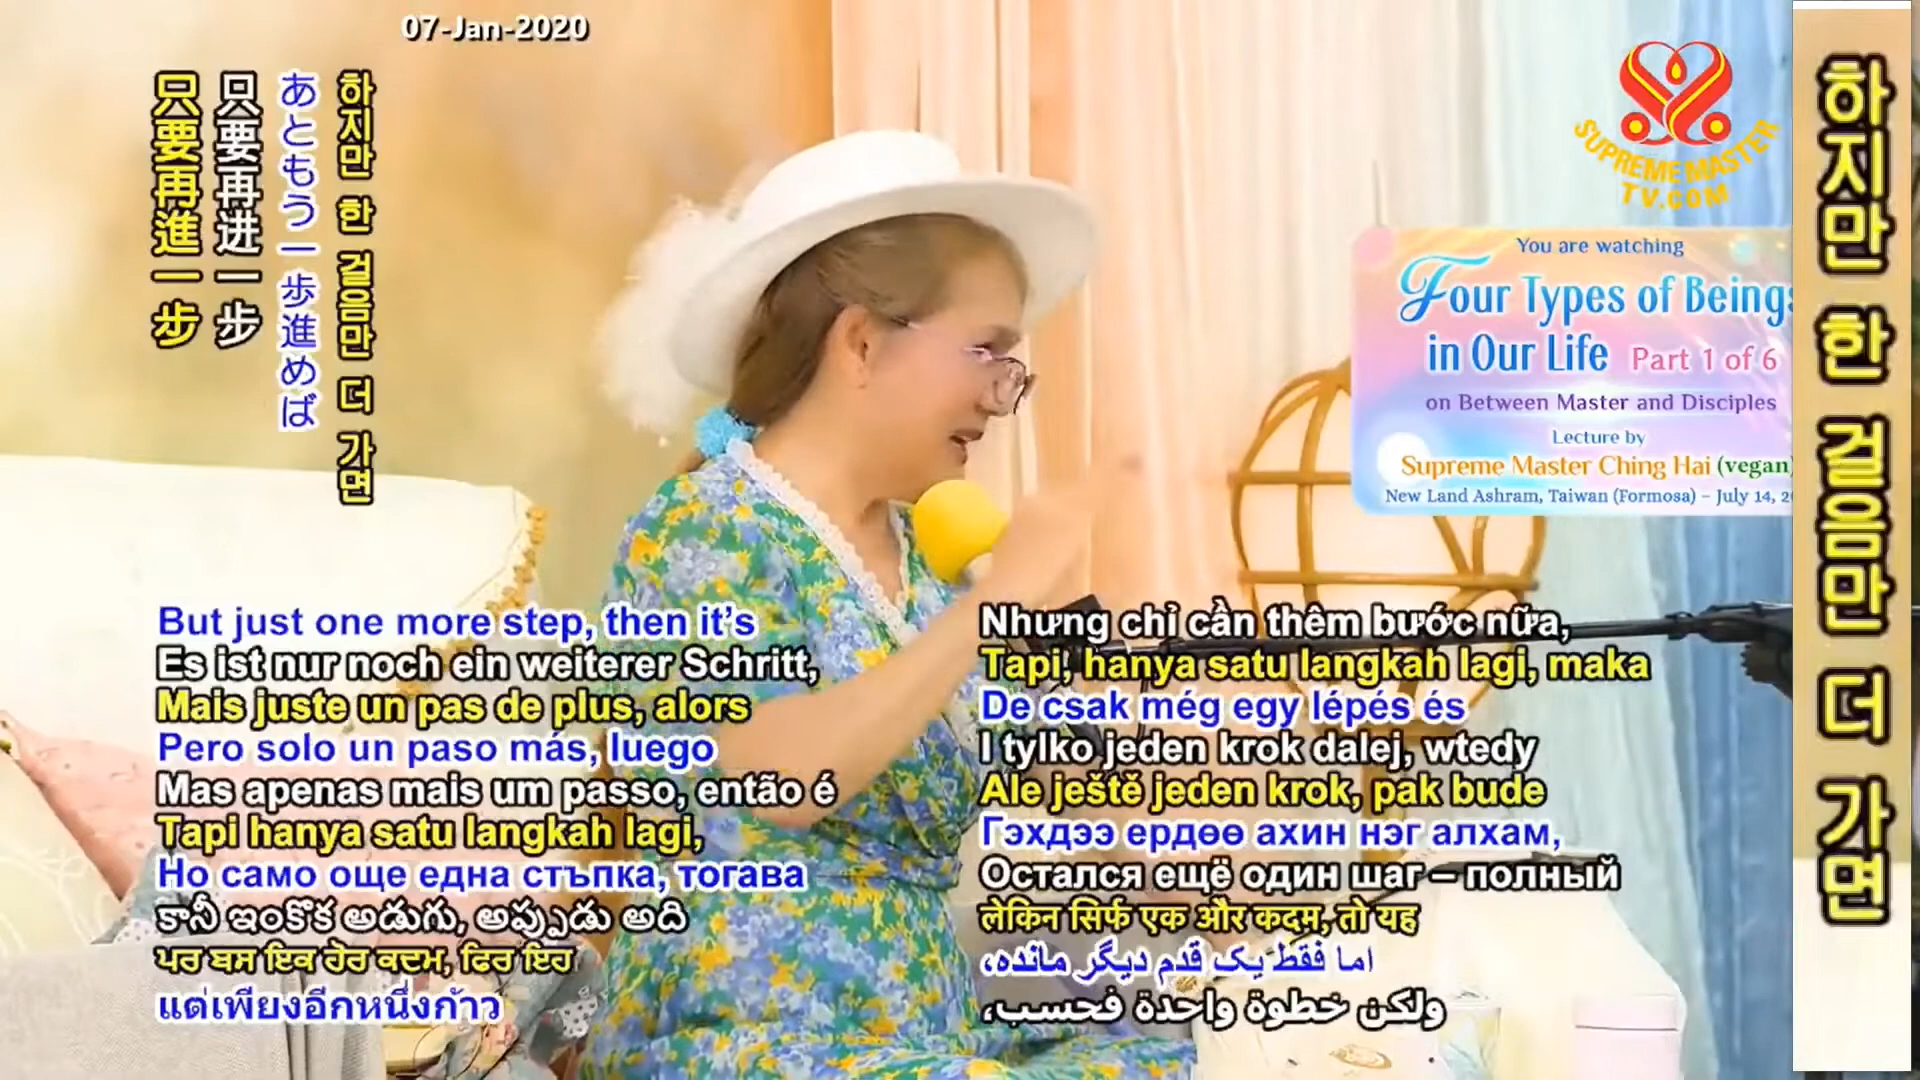 07-Jan-2020
하지만 한 걸음만 더 가면
あともう一歩進めば
只要再进一步
只要再進一步
SUPREME MASTER
TV.COM
You are watching
Four Types of Beings
in Our Life Part 1 of 6
on Between Master and Disciples
Lecture by
Supreme Master Ching Hai (vegan)
New Land Ashram, Taiwan (Formosa) – July 14,
But just one more step, then it's
Es ist nur noch ein weiterer Schritt,
Mais juste un pas de plus, alors
Pero solo un paso más, luego
Mas apenas mais um passo, então é
Tapi hanya satu langkah lagi,
Но само още една стъпка, тогава
కానీ ఇంకొక అడుగు, అప్పుడు అది
ਪਰ ਬਸ ਇਕ ਹੋਰ ਕਦਮ, ਫਿਰ ਇਹ
แต่เพียงอีกหนึ่งก้าว
Nhưng chỉ cần thêm bước nữa,
Tapi, hanya satu langkah lagi, maka
De csak még egy lépés és
I tylko jeden krok dalej, wtedy
Ale ještě jeden krok, pak bude
Гэхдээ ердөө ахин нэг алхам,
Остался ещё один шаг – полный
लेकिन सिर्फ एक और कदम, तो यह
اما فقط یک قدم دیگر مانده،
ولكن خطوة واحدة فحسب،
하지만 한 걸음만 더 가면